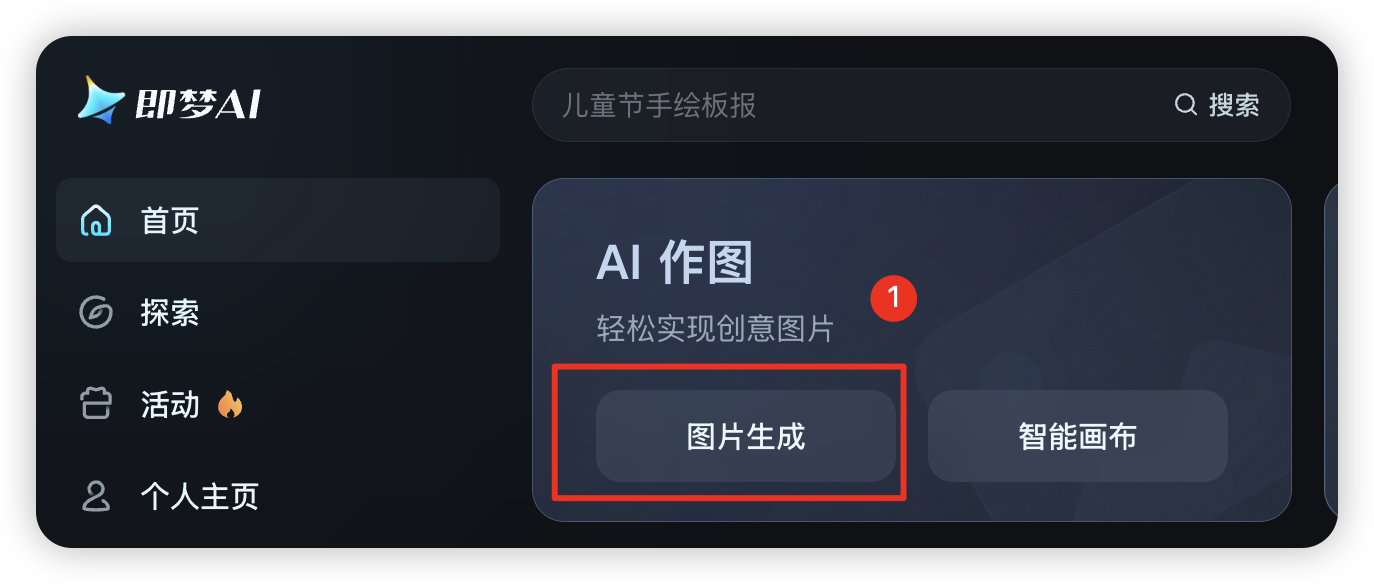 即梦AI
儿童节手绘板报
搜索
首页
探索
活动
个人主页
AI 作图
1
轻松实现创意图片
图片生成
智能画布